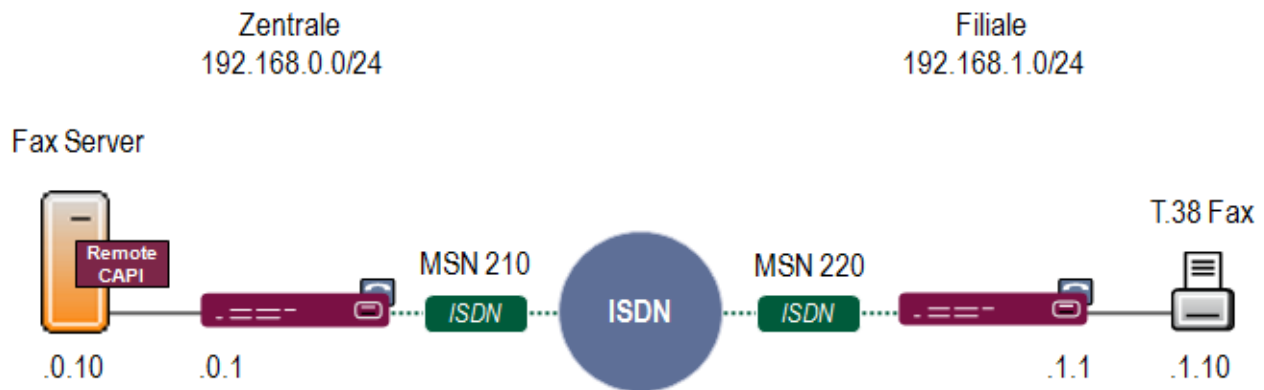 Zentrale
192.168.0.0/24
Filiale
192.168.1.0/24
Fax Server
T.38 Fax
Remote
CAPI
MSN 210
MSN 220
ISDN
ISDN
ISDN
.0.10
.0.1
.1.1
.1.10